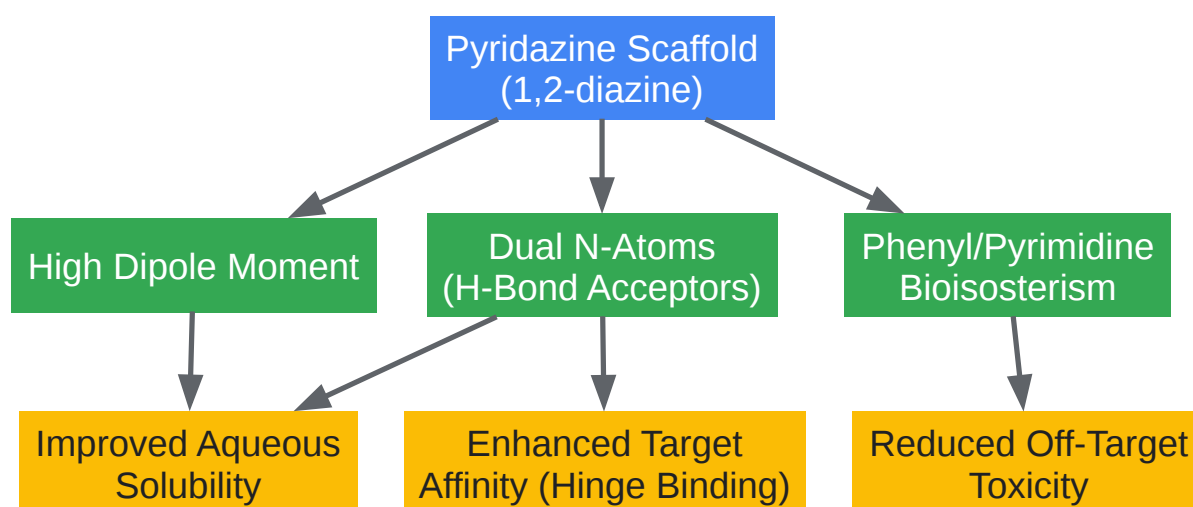 Pyridazine Scaffold
(1,2-diazine)
High Dipole Moment
Dual N-Atoms
(H-Bond Acceptors)
Phenyl/Pyrimidine
Bioisosterism
Improved Aqueous
Solubility
Enhanced Target
Affinity (Hinge Binding)
Reduced Off-Target
Toxicity